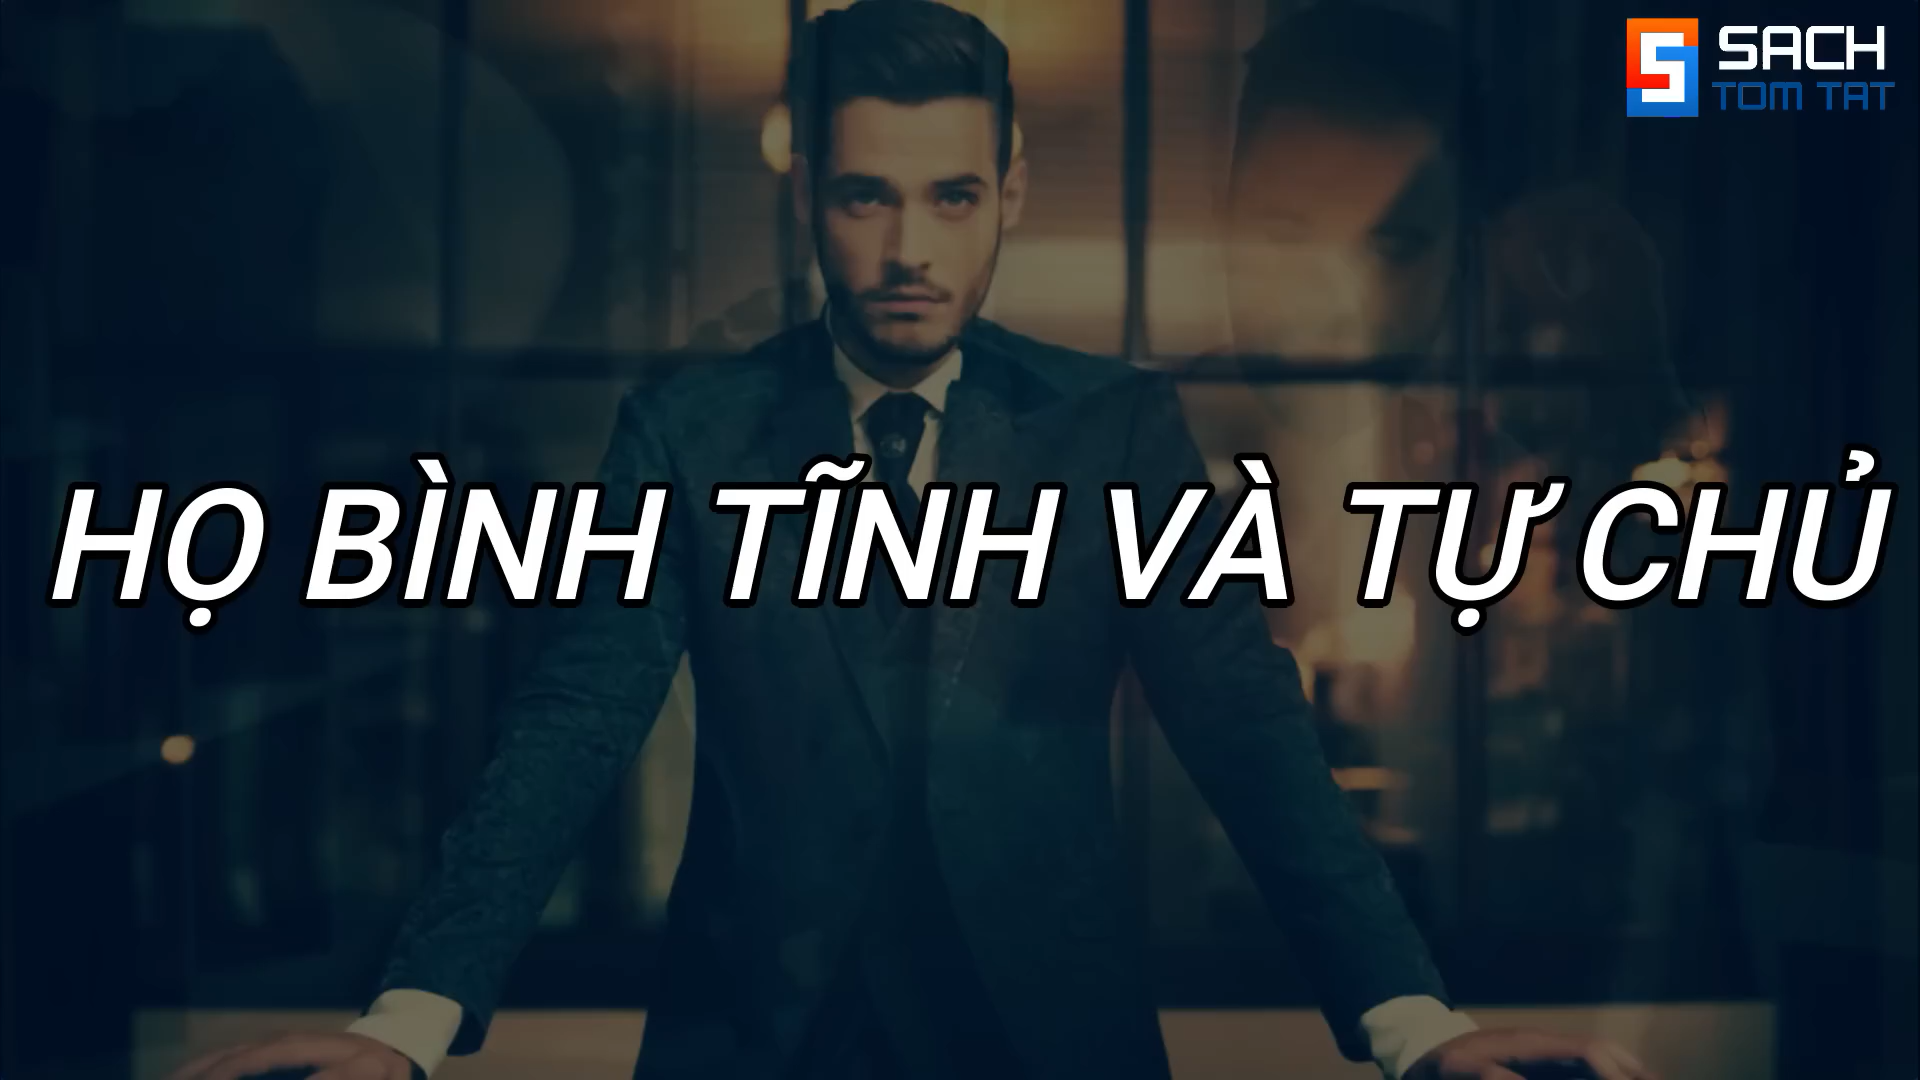 SACH
TOM TAT
HỌ BÌNH TĨNH VÀ TỰ CHỦ